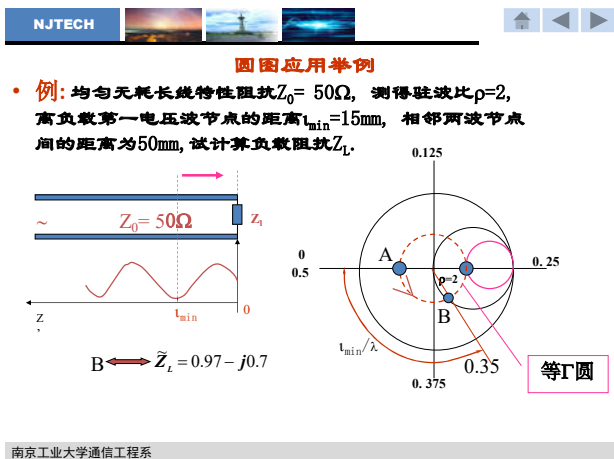 NJTECH
圆图应用举例
• 例: 均匀无耗长线特性阻抗Z₀= 50Ω, 测得驻波比ρ=2,
离负载第一电压波节点的距离ιmin=15mm, 相邻两波节点
间的距离为50mm,试计算负载阻抗ZL.
0.125
~
Z₀= 50Ω
Z₁
0
0.5
A
ρ=2
0. 25
B
Z
,
ιmin
0
ιmin/λ
0.35
0. 375
B Z̃L = 0.97 − j0.7
等Γ圆
南京工业大学通信工程系